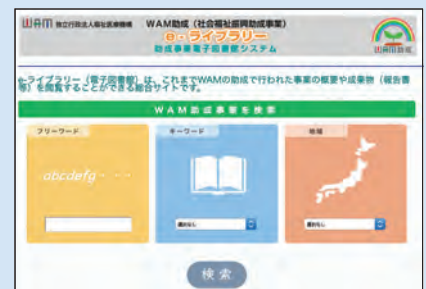 WAM 独立行政法人福祉医療機構 WAM助成（社会福祉振興助成事業）
e-ライブラリー
助成事業電子図書館システム
WAM助成
e-ライブラリー（電子図書館）は、これまでWAMの助成で行われた事業の概要や成果物（報告書
等）を閲覧することができる総合サイトです。
WAM助成事業を検索
フリーワード キーワード 地域
abcdefg……
選択なし 選択なし
検索